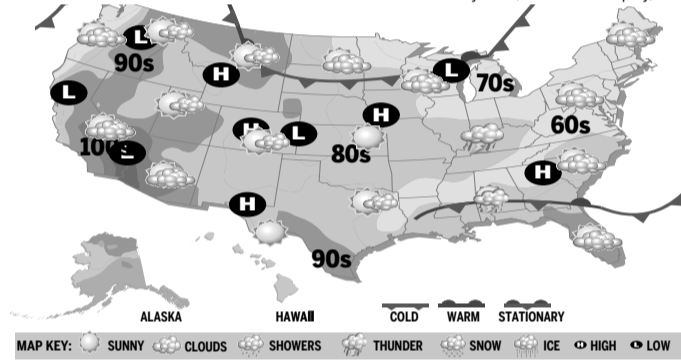 L
90s
H
L
70s
L
H
60s
H
L
100
L
80s
H
H
90s
ALASKA
HAWAII
COLD
WARM
STATIONARY
MAP KEY: SUNNY CLOUDS SHOWERS THUNDER SNOW ICE H HIGH L LOW